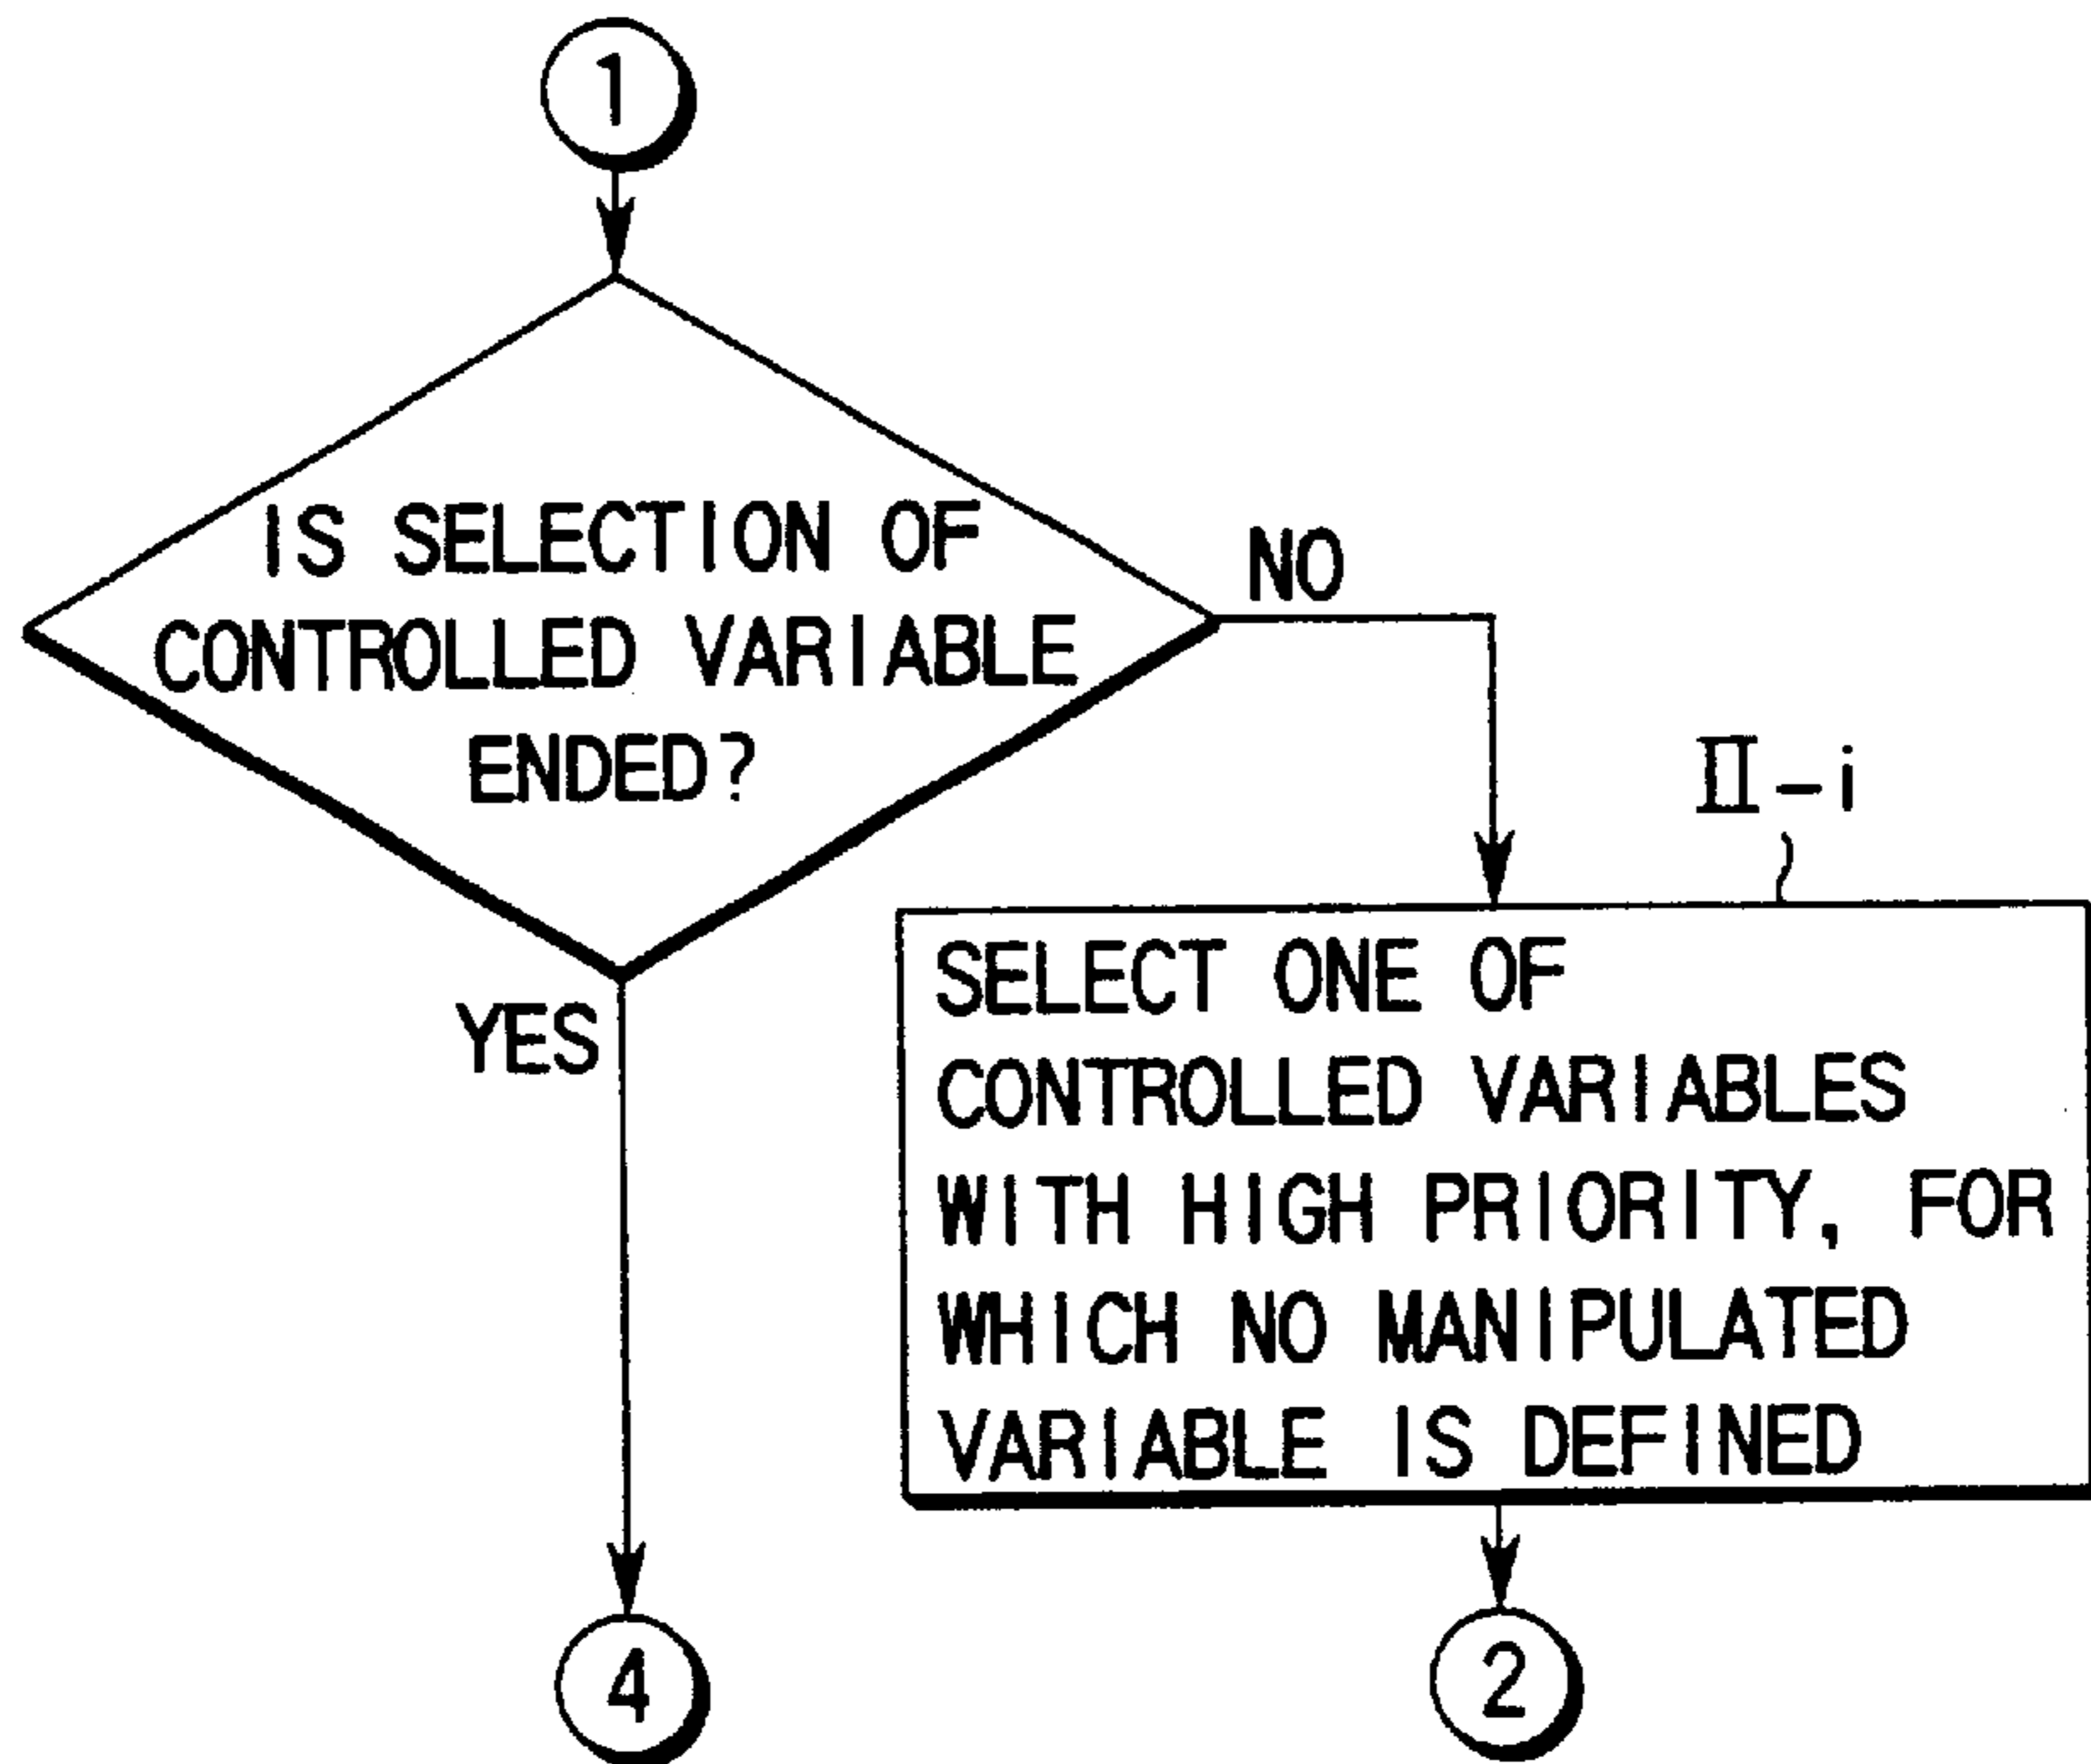 1
IS SELECTION OF
CONTROLLED VARIABLE
ENDED?
NO
YES
II-i
SELECT ONE OF
CONTROLLED VARIABLES
WITH HIGH PRIORITY, FOR
WHICH NO MANIPULATED
VARIABLE IS DEFINED
4
2